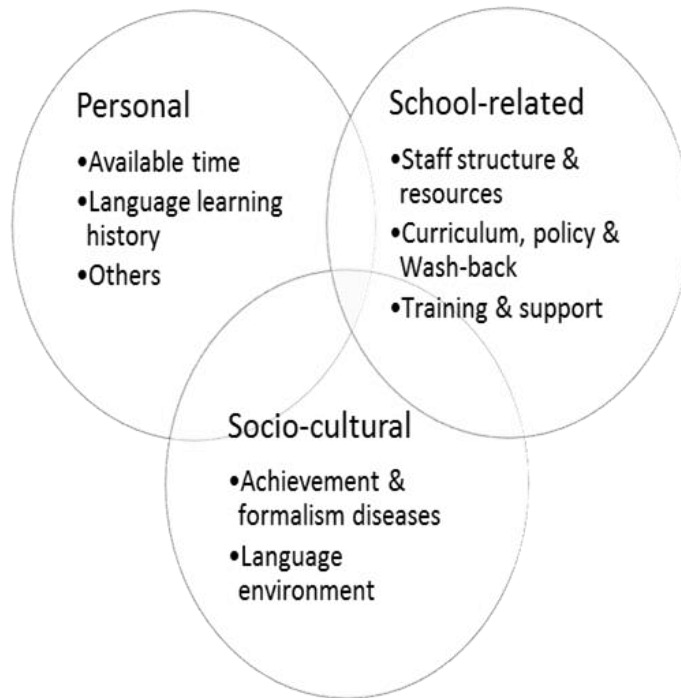 Personal
•Available time
•Language learning
history
•Others
School-related
•Staff structure &
resources
•Curriculum, policy &
Wash-back
•Training & support
Socio-cultural
•Achievement &
formalism diseases
•Language
environment